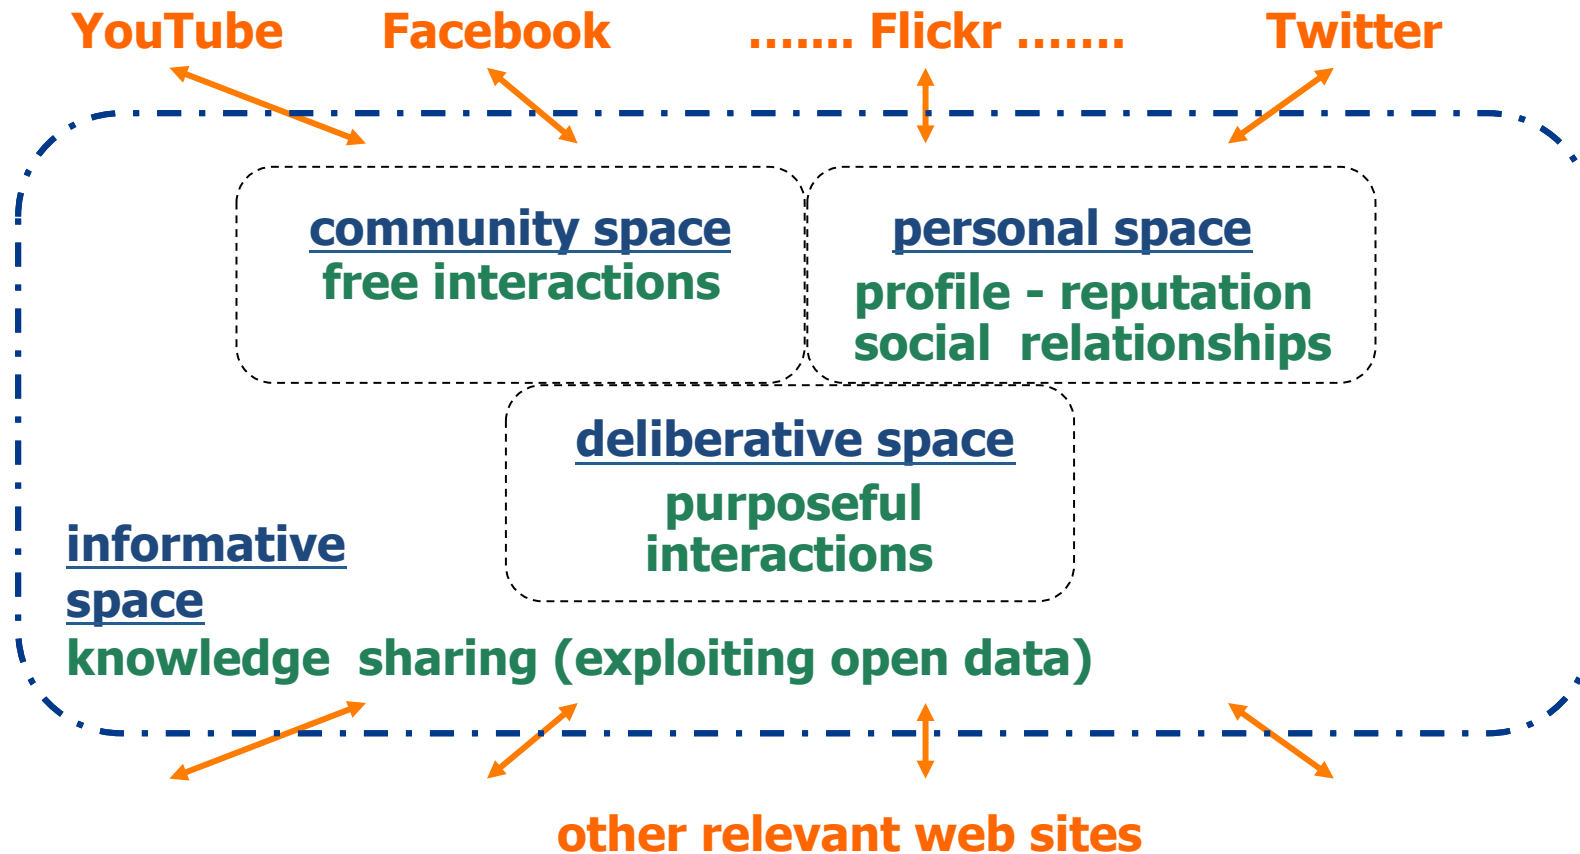 YouTube Facebook ....... Flickr ....... Twitter
community space
free interactions
personal space
profile - reputation
social relationships
deliberative space
purposeful
interactions
informative
space
knowledge sharing (exploiting open data)
other relevant web sites